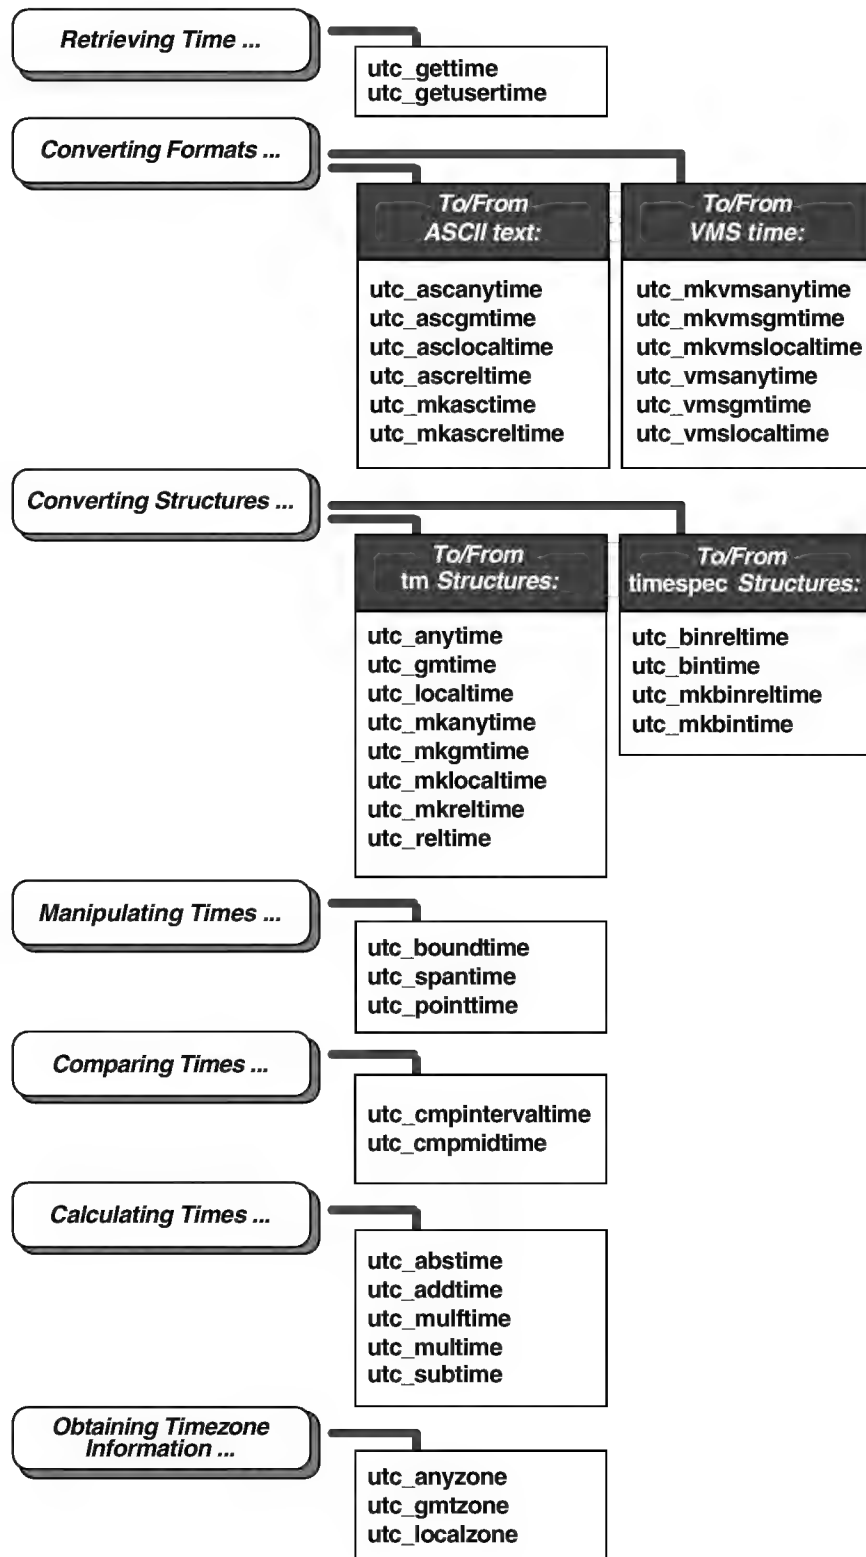 Retrieving Time ...
utc_gettime
utc_getusertime
Converting Formats ...
To/From
ASCII text:
utc_ascanytime
utc_ascgmtime
utc_asclocaltime
utc_ascreltime
utc_mkasctime
utc_mkascreltime
To/From
VMS time:
utc_mkvmsanytime
utc_mkvmsgmtime
utc_mkvmslocaltime
utc_vmsanytime
utc_vmsgmtime
utc_vmslocaltime
Converting Structures ...
To/From
tm Structures:
utc_anytime
utc_gmtime
utc_localtime
utc_mkanytime
utc_mkgmtime
utc_mklocaltime
utc_mkreltime
utc_reltime
To/From
timespec Structures:
utc_binreltime
utc_bintime
utc_mkbinreltime
utc_mkbintime
Manipulating Times ...
utc_boundtime
utc_spantime
utc_pointtime
Comparing Times ...
utc_cmpintervaltime
utc_cmpmidtime
Calculating Times ...
utc_abstime
utc_addtime
utc_mulftime
utc_multime
utc_subtime
Obtaining Timezone
Information ...
utc_anyzone
utc_gmtzone
utc_localzone